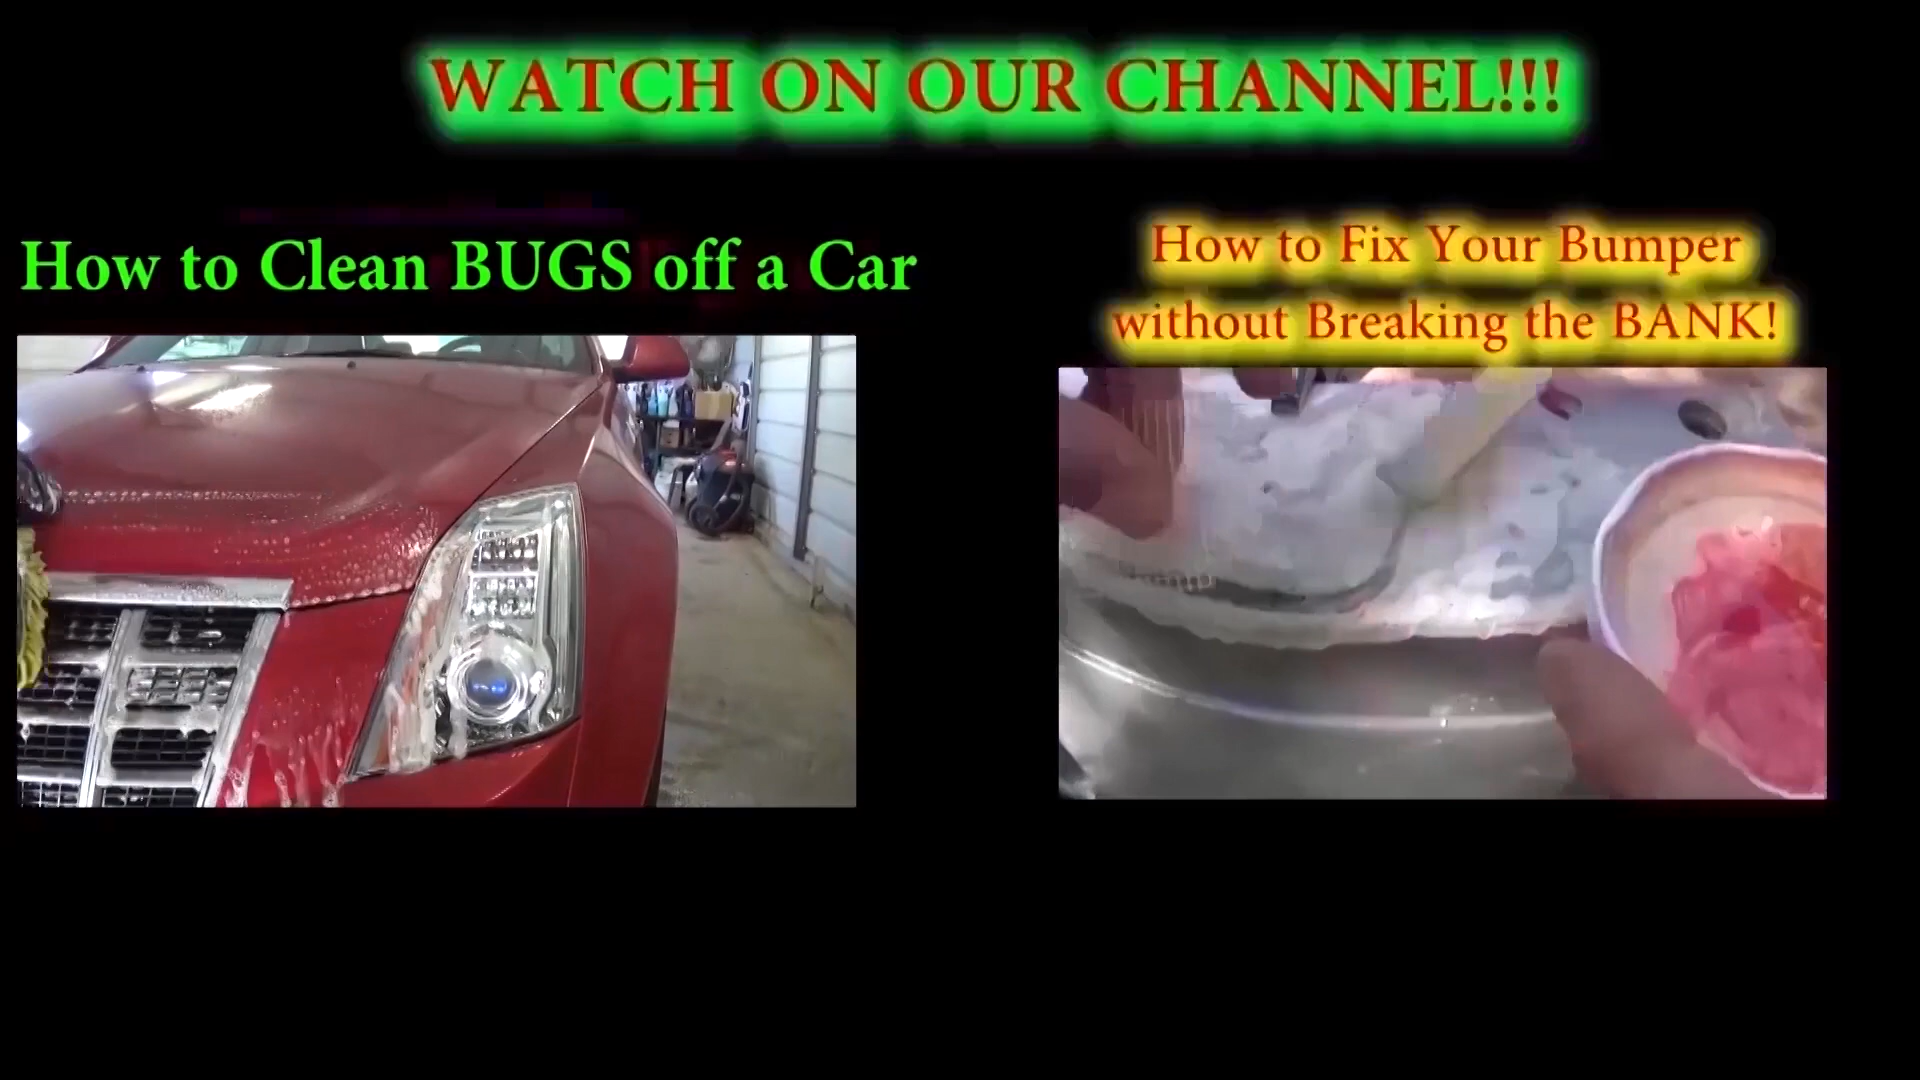 WATCH ON OUR CHANNEL!!!
How to Clean BUGS off a Car
How to Fix Your Bumper
without Breaking the BANK!